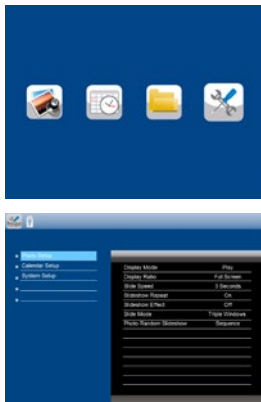 Photo Setup
Calendar Setup
System Setup
Display Mode Play
Display Ratio Full Screen
Slide Speed 3 Seconds
Slideshow Repeat On
Slideshow Effect Off
Slide Mode Triple Windows
Photo Random Slideshow Sequence